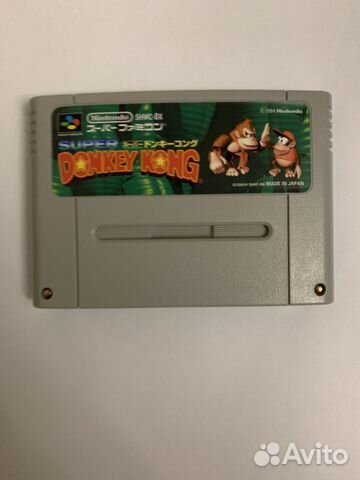 Nintendo SHVC-8X
©1994 Nintendo
スーパーファミコン
SUPER スーパードンキーコング
DONKEY KONG
MADE IN JAPAN
Avito